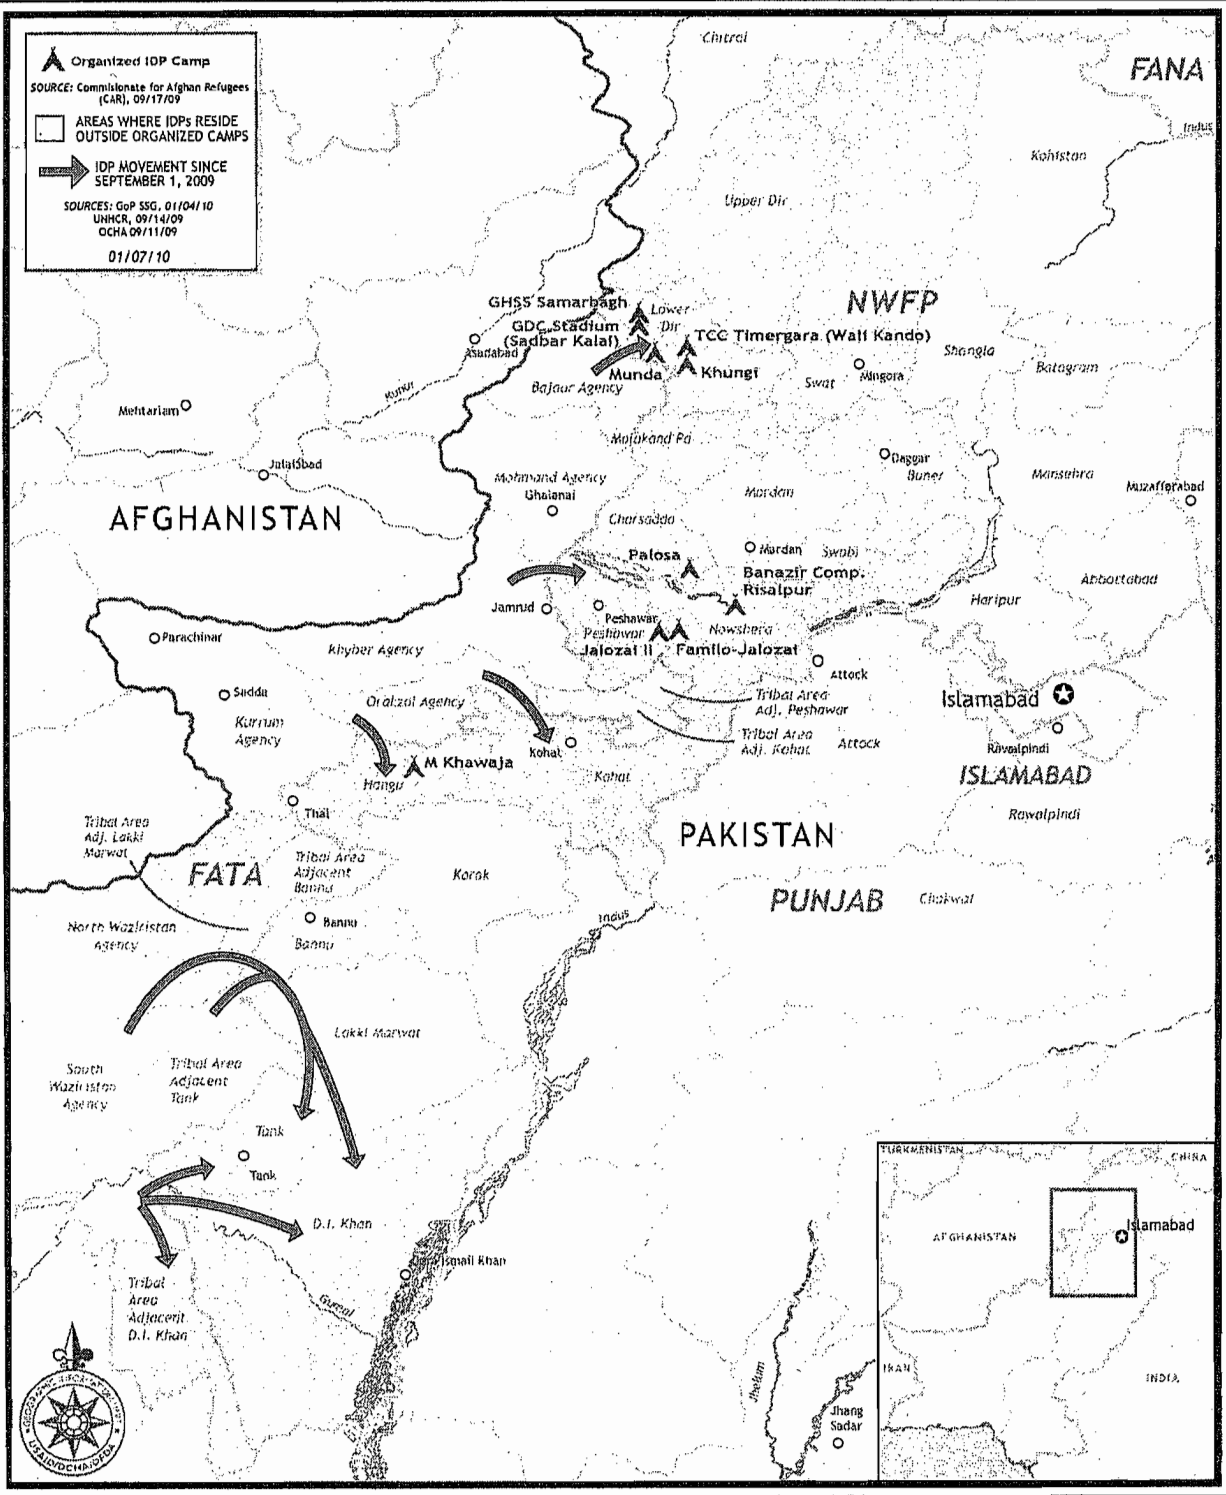 Organized IDP Camp
SOURCE: Commisionate for Afghan Refugees
(CAR), 09/17/09
AREAS WHERE IDPs RESIDE
OUTSIDE ORGANIZED CAMPS
IDP MOVEMENT SINCE
SEPTEMBER 1, 2009
SOURCES: GoP SSG, 01/04/10
UNHCR, 09/14/09
OCHA 09/11/09
01/07/10
Chitral
FANA
Indus
Kohistan
Upper Dir
NWFP
GHSS Samarbagh
Lower
Dir
GDC Stadium
(Sadbar Kalai)
TCC Timergara (Wali Kando)
Asadabad
Shangla
Munda
Khungi
Batagram
Bajaur Agency
Swat
Mingora
Kunar
Mehtarlam
Malakand Pa
Jalalabad
Daggar
Buner
Mansehra
Mohmand Agency
Ghalanai
Mardan
Muzaffarabad
AFGHANISTAN
Charsadda
Palosa
Mardan
Swabi
Banazir Comp.
Risalpur
Abbottabad
Jamrud
Haripur
Peshawar
Peshawar
Nowshera
Parachinar
Khyber Agency
Jalozai II
Familo-Jalozai
Attock
Sadda
Orakzai Agency
Tribal Area
Adj. Peshawar
Islamabad
Kurram
Agency
Tribal Area
Adj. Kohat
Attock
Rawalpindi
Kohat
M Khawaja
Hangu
Kohat
ISLAMABAD
Thal
Rawalpindi
Tribal Area
Adj. Lakki
Marwat
PAKISTAN
FATA
Tribal Area
Adjacent
Bannu
Karak
PUNJAB
Chakwal
Bannu
Indus
North Waziristan
Agency
Bannu
Lakki Marwat
South
Waziristan
Agency
Tribal Area
Adjacent
Tank
Tank
Tank
D.I. Khan
Dera Ismail Khan
Tribal
Area
Adjacent
D.I. Khan
Gumal
Jhelum
Jhang
Sadar
TURKMENISTAN
CHINA
Islamabad
AFGHANISTAN
IRAN
INDIA
USAID/DCHA/OFDA